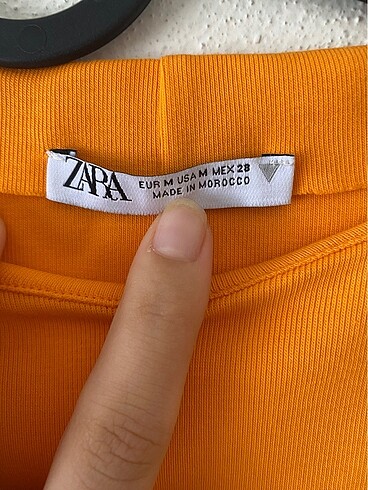 ZARA
EUR M USA M MEX 28
MADE IN MOROCCO